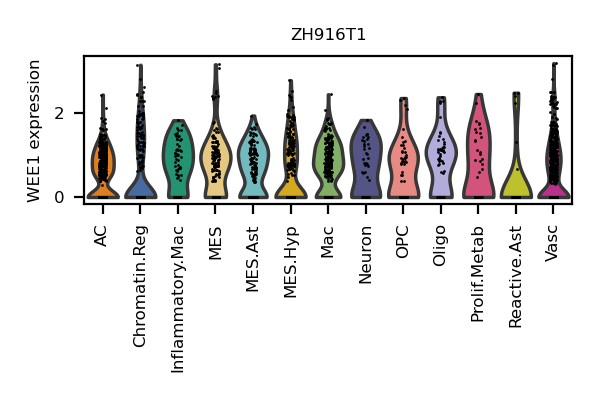 ZH916T1
WEE1 expression
2
0
AC
Chromatin.Reg
Inflammatory.Mac
MES
MES.Ast
MES.Hyp
Mac
Neuron
OPC
Oligo
Prolif.Metab
Reactive.Ast
Vasc